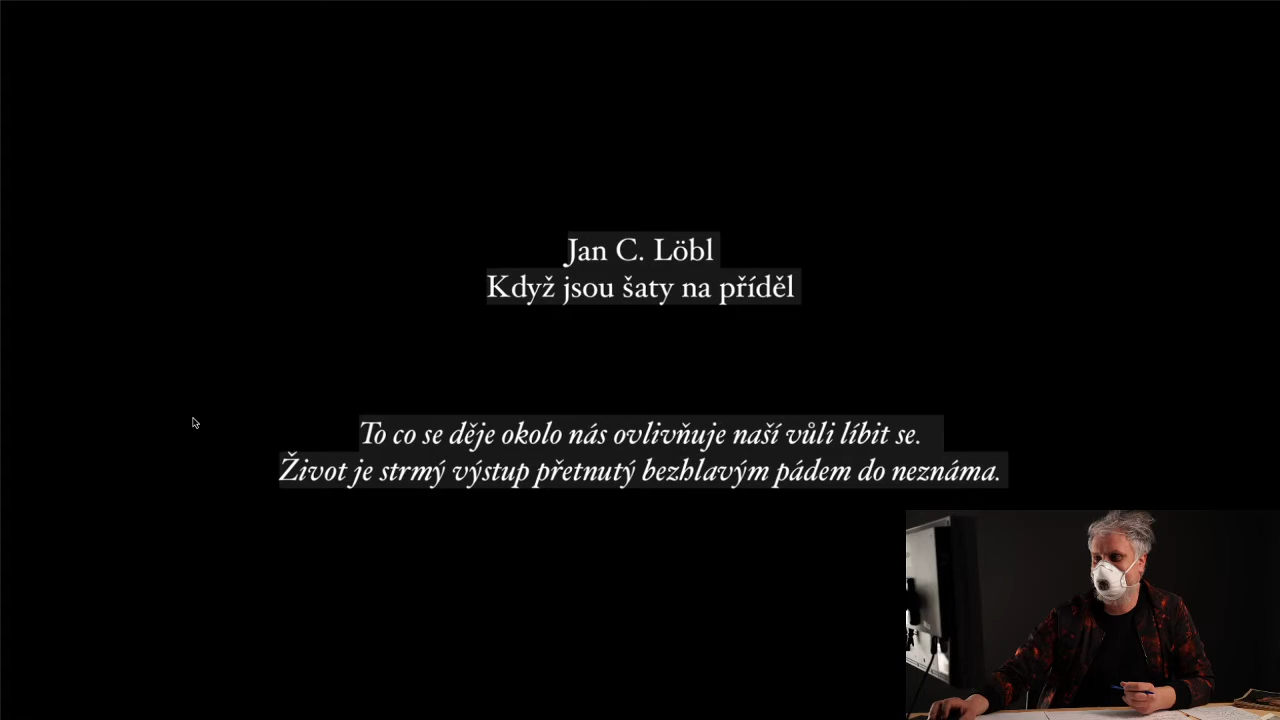 Jan C. Löbl
Když jsou šaty na příděl
To co se děje okolo nás ovlivňuje naší vůli líbit se.
Život je strmý výstup přetnutý bezhlavým pádem do neznáma.